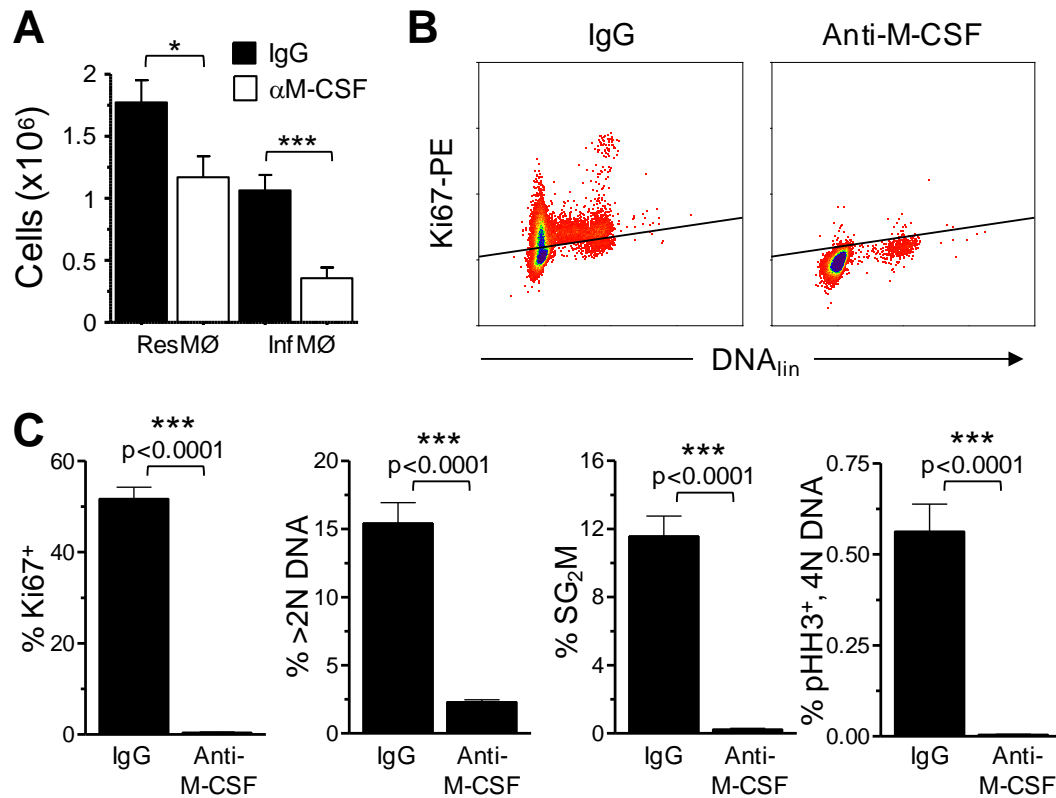 A
IgG
αM-CSF
*
***
2
1.5
1
0.5
0
Cells (x10⁶)
ResMØ
InfMØ
B
IgG
Anti-M-CSF
Ki67-PE
DNAₗᵢₙ
C
***
p<0.0001
60
40
20
0
% Ki67⁺
IgG
Anti-
M-CSF
***
p<0.0001
20
15
10
5
0
% >2N DNA
IgG
Anti-
M-CSF
***
p<0.0001
16
12
8
4
0
% SG₂M
IgG
Anti-
M-CSF
***
p<0.0001
0.75
0.50
0.25
0.00
% pHH3⁺, 4N DNA
IgG
Anti-
M-CSF